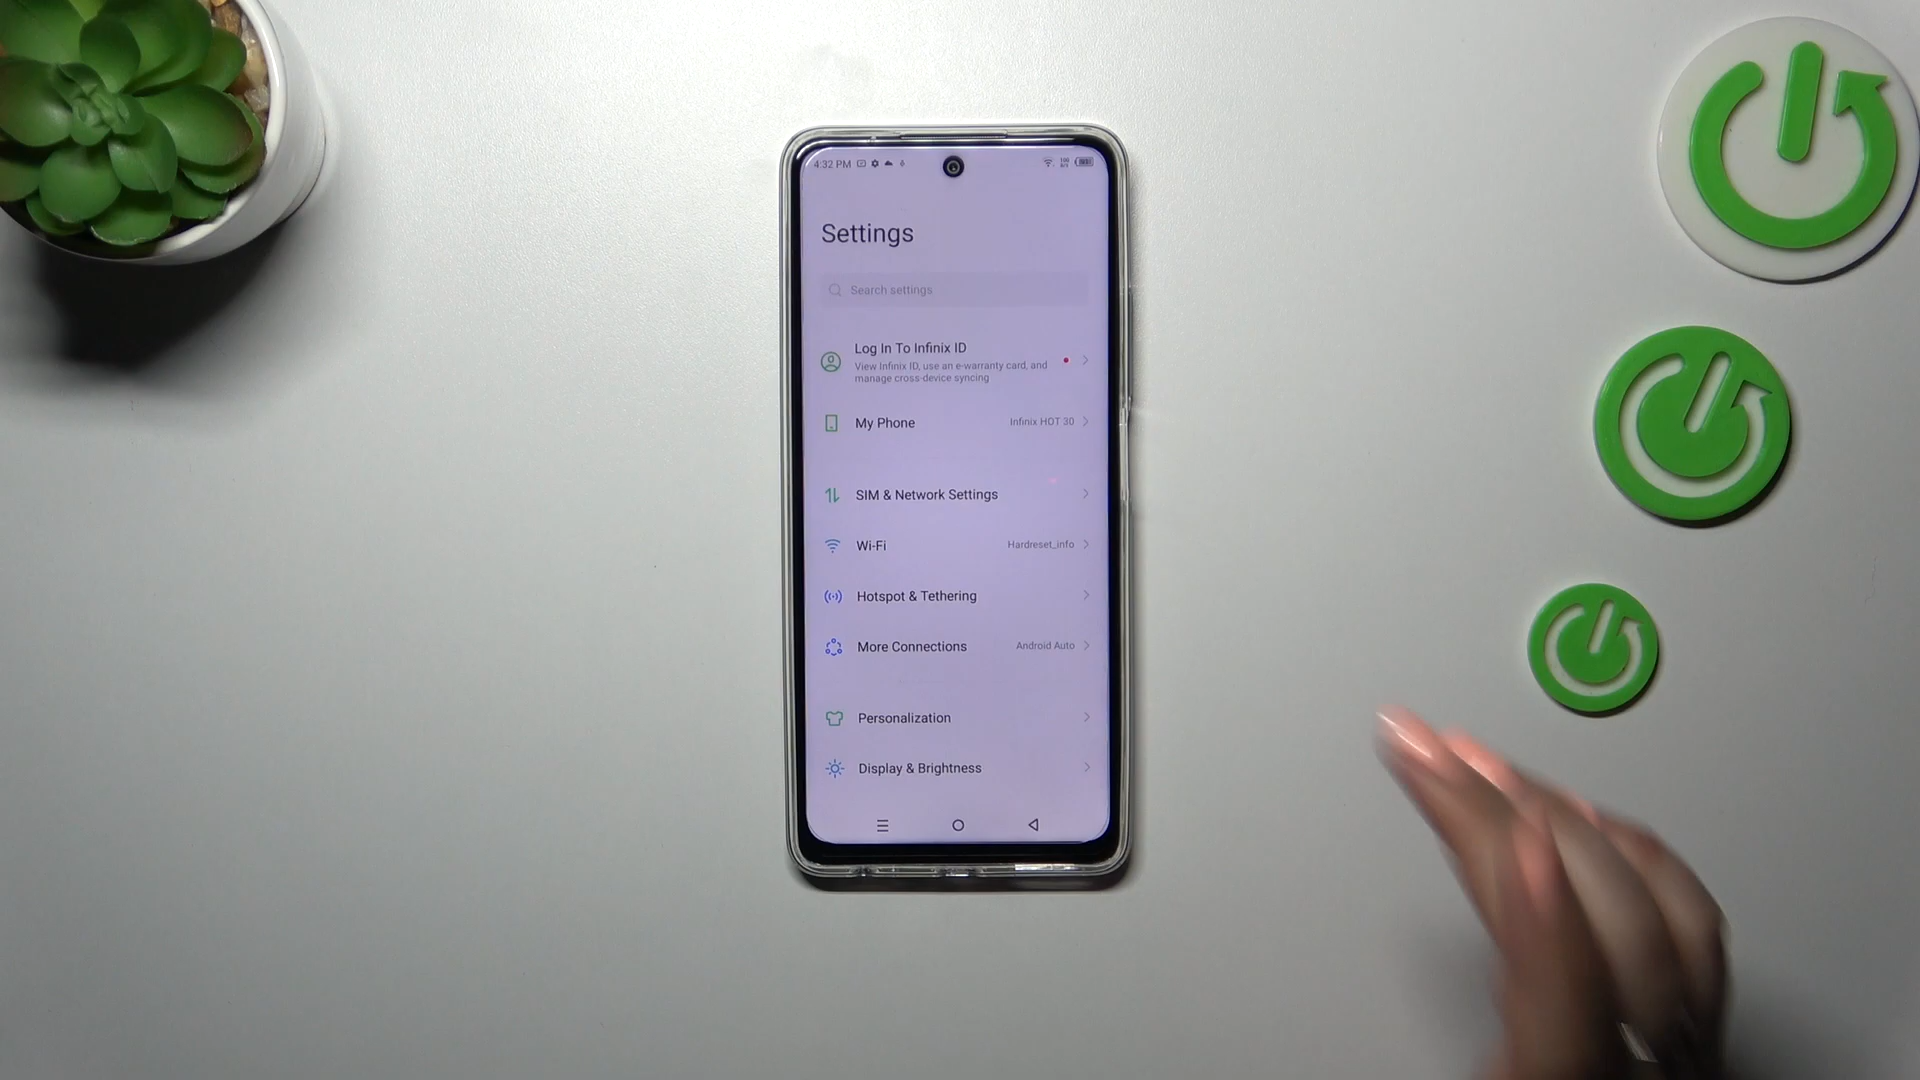 4:32 PM
Settings
Search settings
Log In To Infinix ID
View Infinix ID, use an e-warranty card, and
manage cross-device syncing
My Phone
Infinix HOT 30
SIM & Network Settings
Wi-Fi
Hardreset_info
Hotspot & Tethering
More Connections
Android Auto
Personalization
Display & Brightness